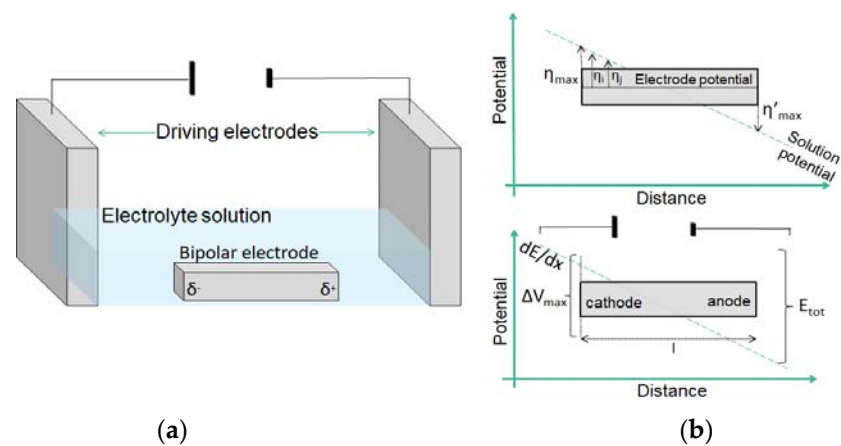 Driving electrodes
Electrolyte solution
Bipolar electrode
δ- δ+
(a)
Potential
ηmax ηi ηj Electrode potential
η'max
Solution
potential
Distance
Potential
dE/dx
ΔVmax cathode anode Etot
l
Distance
(b)